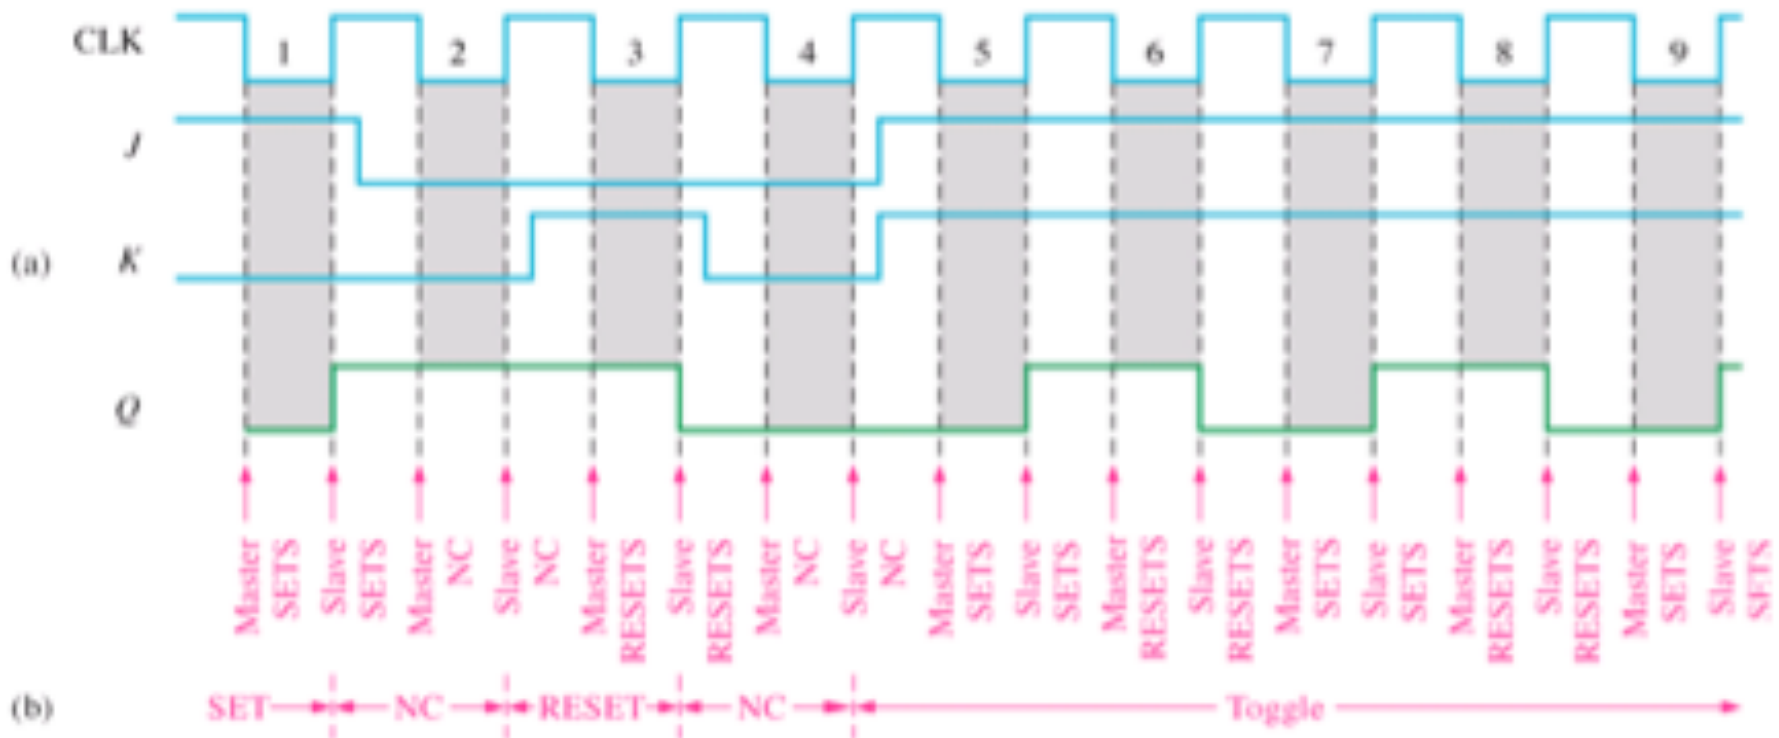 CLK 1 2 3 4 5 6 7 8 9
J
(a) K
Q
Master SETS Slave SETS Master NC Slave NC Master RESETS Slave RESETS Master NC Slave NC Master SETS Slave SETS Master RESETS Slave RESETS Master SETS Slave SETS Master RESETS Slave RESETS Master SETS Slave SETS
(b) SET NC RESET NC Toggle